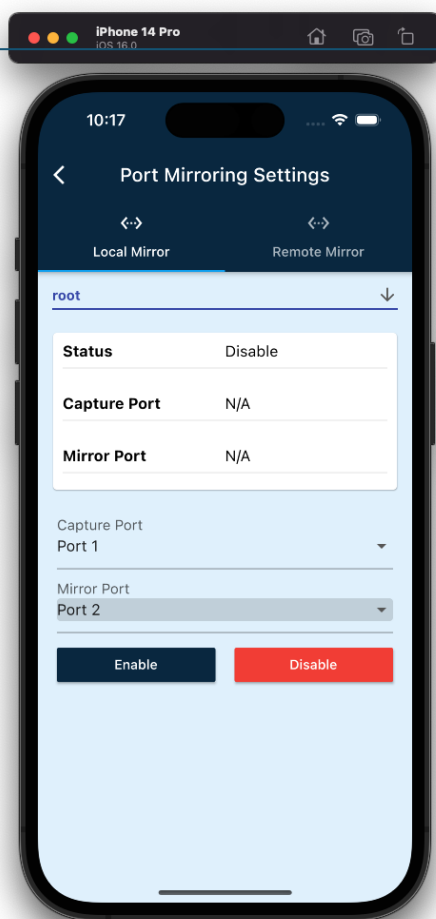 iPhone 14 Pro
iOS 16.0
10:17
Port Mirroring Settings
Local Mirror
Remote Mirror
root
Status Disable
Capture Port N/A
Mirror Port N/A
Capture Port
Port 1
Mirror Port
Port 2
Enable
Disable